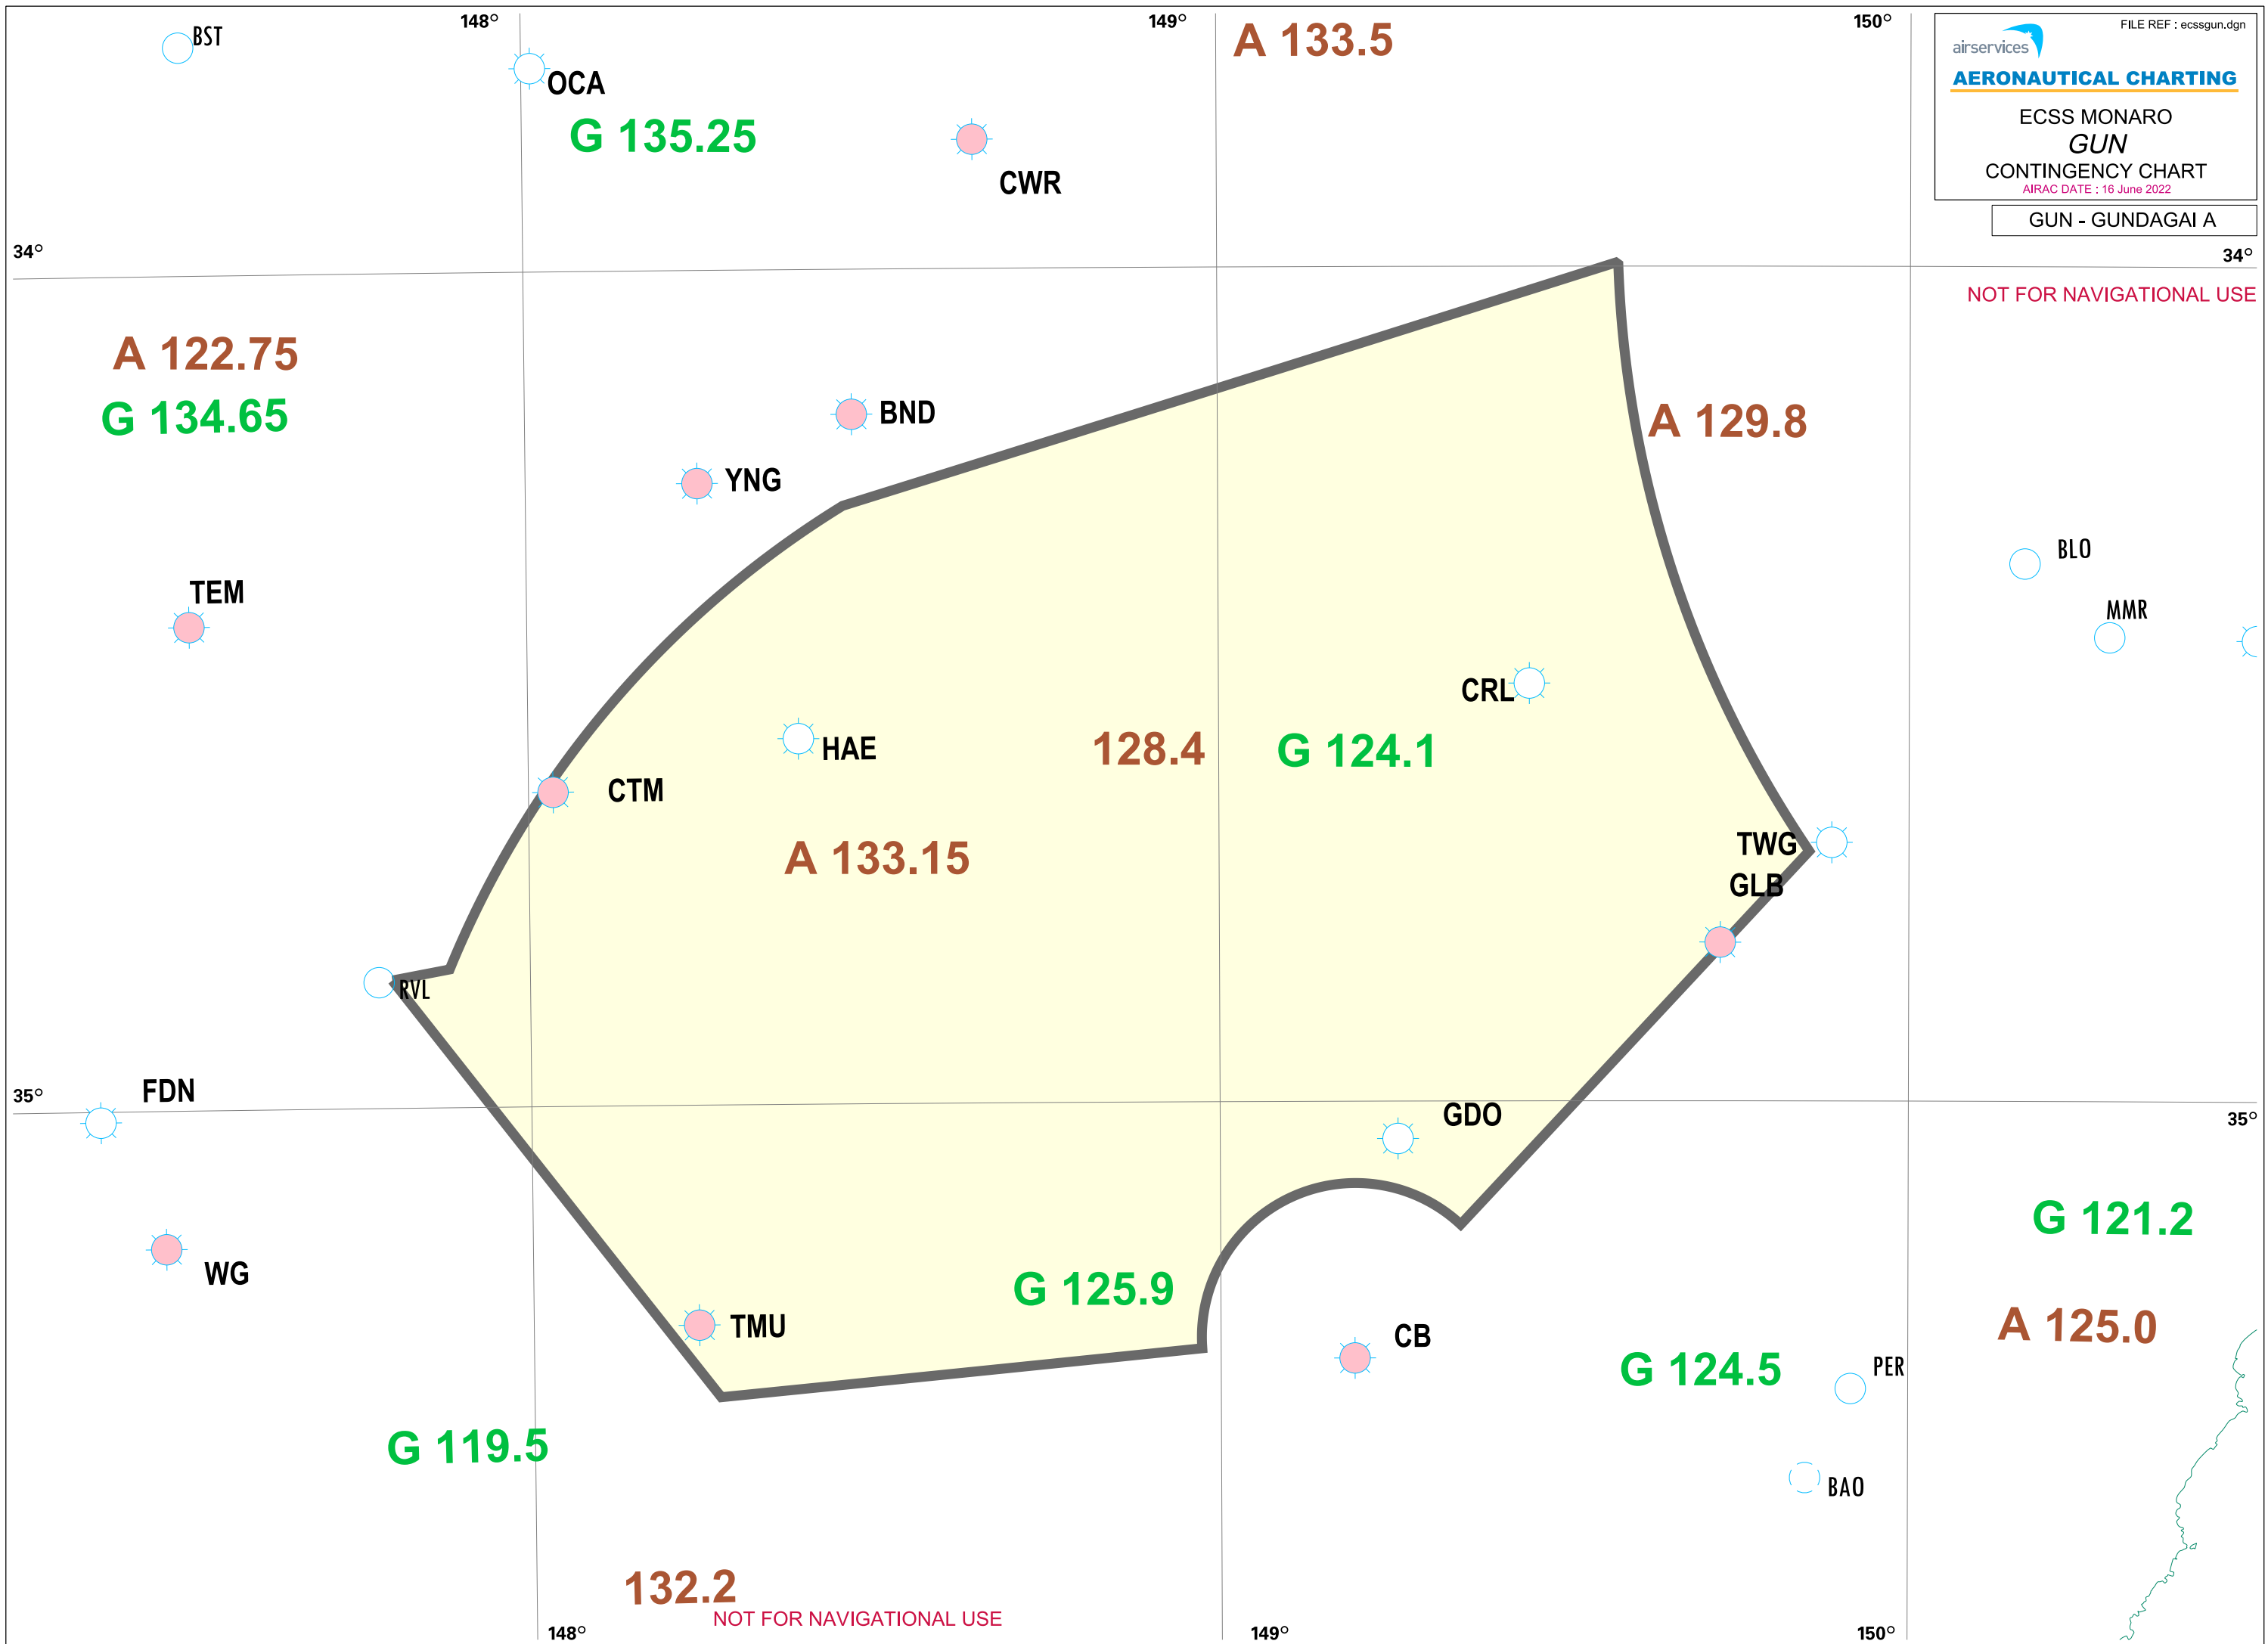 148°
149°
150°
BST
OCA
A 133.5
FILE REF : ecssgun.dgn
airservices
AERONAUTICAL CHARTING
ECSS MONARO
GUN
CONTINGENCY CHART
AIRAC DATE : 16 June 2022
GUN - GUNDAGAI A
G 135.25
CWR
34°
34°
NOT FOR NAVIGATIONAL USE
A 122.75
G 134.65
BND
A 129.8
YNG
BLO
TEM
MMR
CRL
HAE
128.4
G 124.1
CTM
A 133.15
TWG
GLB
RVL
35°
FDN
GDO
35°
G 121.2
WG
G 125.9
TMU
CB
A 125.0
G 124.5
PER
G 119.5
BAO
132.2
NOT FOR NAVIGATIONAL USE
148°
149°
150°